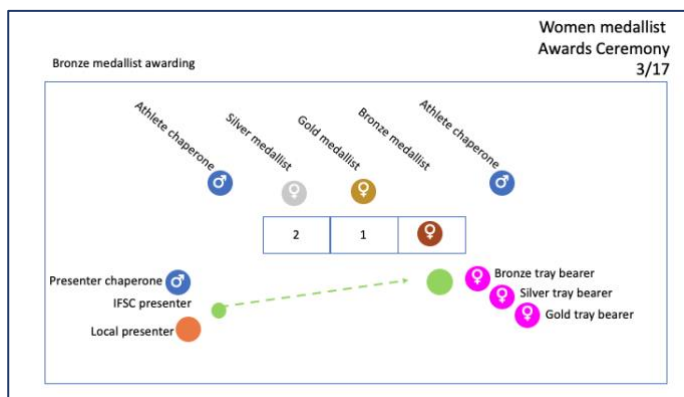 Women medallist
Awards Ceremony
3/17
Bronze medallist awarding
Athlete chaperone
Silver medallist
Gold medallist
Bronze medallist
Athlete chaperone
2
1
Presenter chaperone
Bronze tray bearer
IFSC presenter
Silver tray bearer
Local presenter
Gold tray bearer